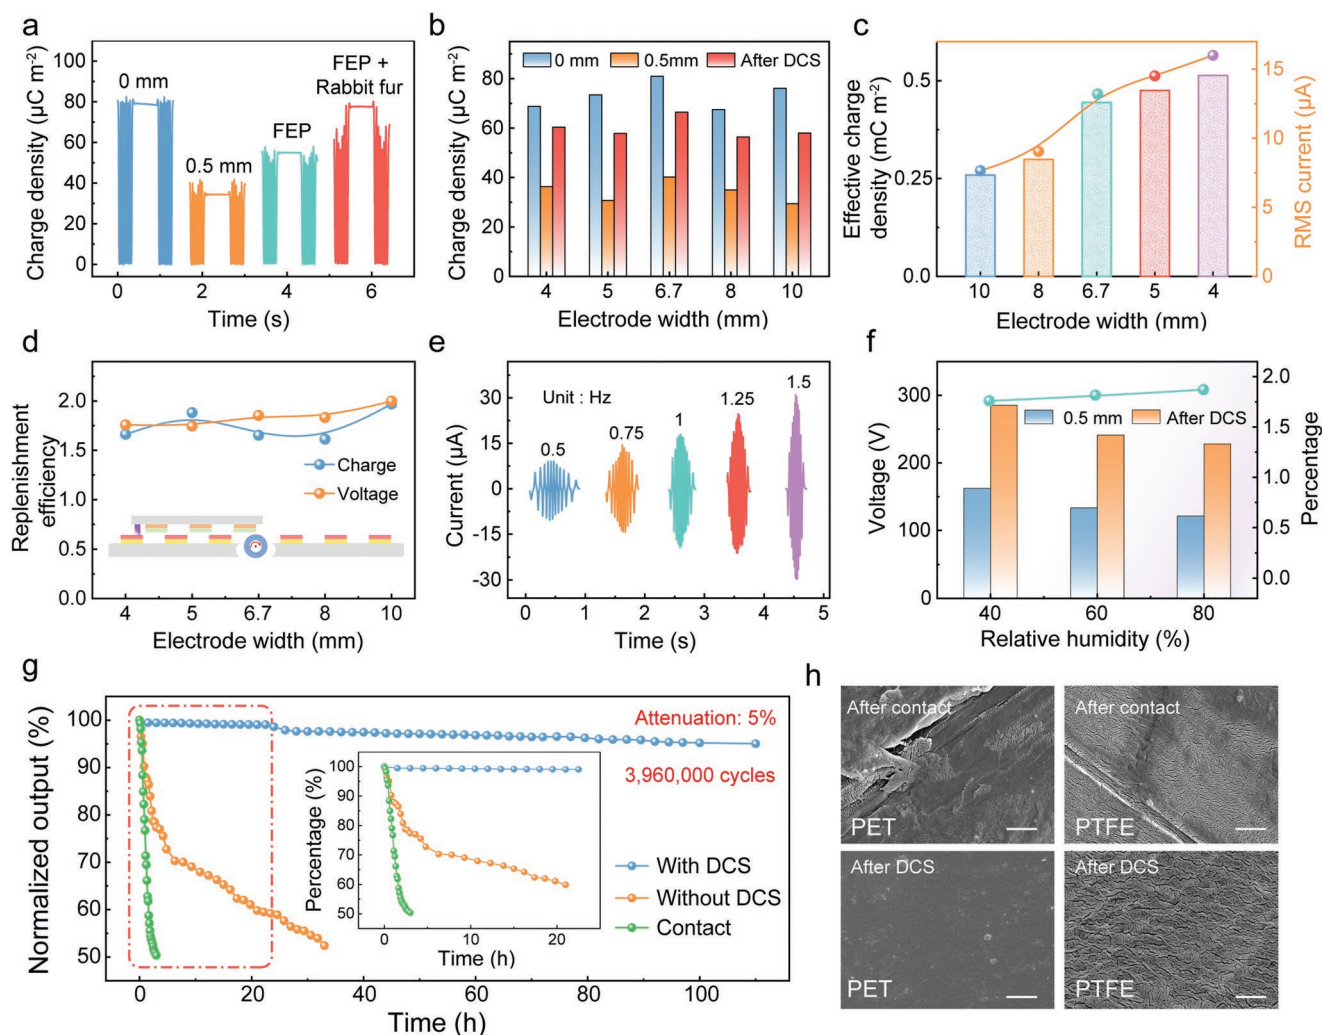 a
100
80
60
40
20
0
Charge density (μC m⁻²)
0 mm
0.5 mm
FEP
FEP +
Rabbit fur
0 2 4 6
Time (s)
b
80
60
40
20
0
Charge density (μC m⁻²)
0 mm 0.5mm After DCS
4 5 6.7 8 10
Electrode width (mm)
c
0.5
0.25
0
Effective charge
density (mC m⁻²)
15
10
5
0
RMS current (μA)
10 8 6.7 5 4
Electrode width (mm)
d
2.0
1.5
1.0
0.5
0.0
Replenishment
efficiency
Charge
Voltage
4 5 6.7 8 10
Electrode width (mm)
e
30
15
0
-15
-30
Current (μA)
Unit : Hz
0.5
0.75
1
1.25
1.5
0 1 2 3 4 5
Time (s)
f
300
200
100
0
Voltage (V)
0.5 mm After DCS
2.0
1.5
1.0
0.5
0.0
Percentage
40 60 80
Relative humidity (%)
g
100
90
80
70
60
50
Normalized output (%)
Attenuation: 5%
3,960,000 cycles
With DCS
Without DCS
Contact
100
90
80
70
60
50
Percentage (%)
0 10 20
Time (h)
0 20 40 60 80 100
Time (h)
h
After contact
PET
After contact
PTFE
After DCS
PET
After DCS
PTFE